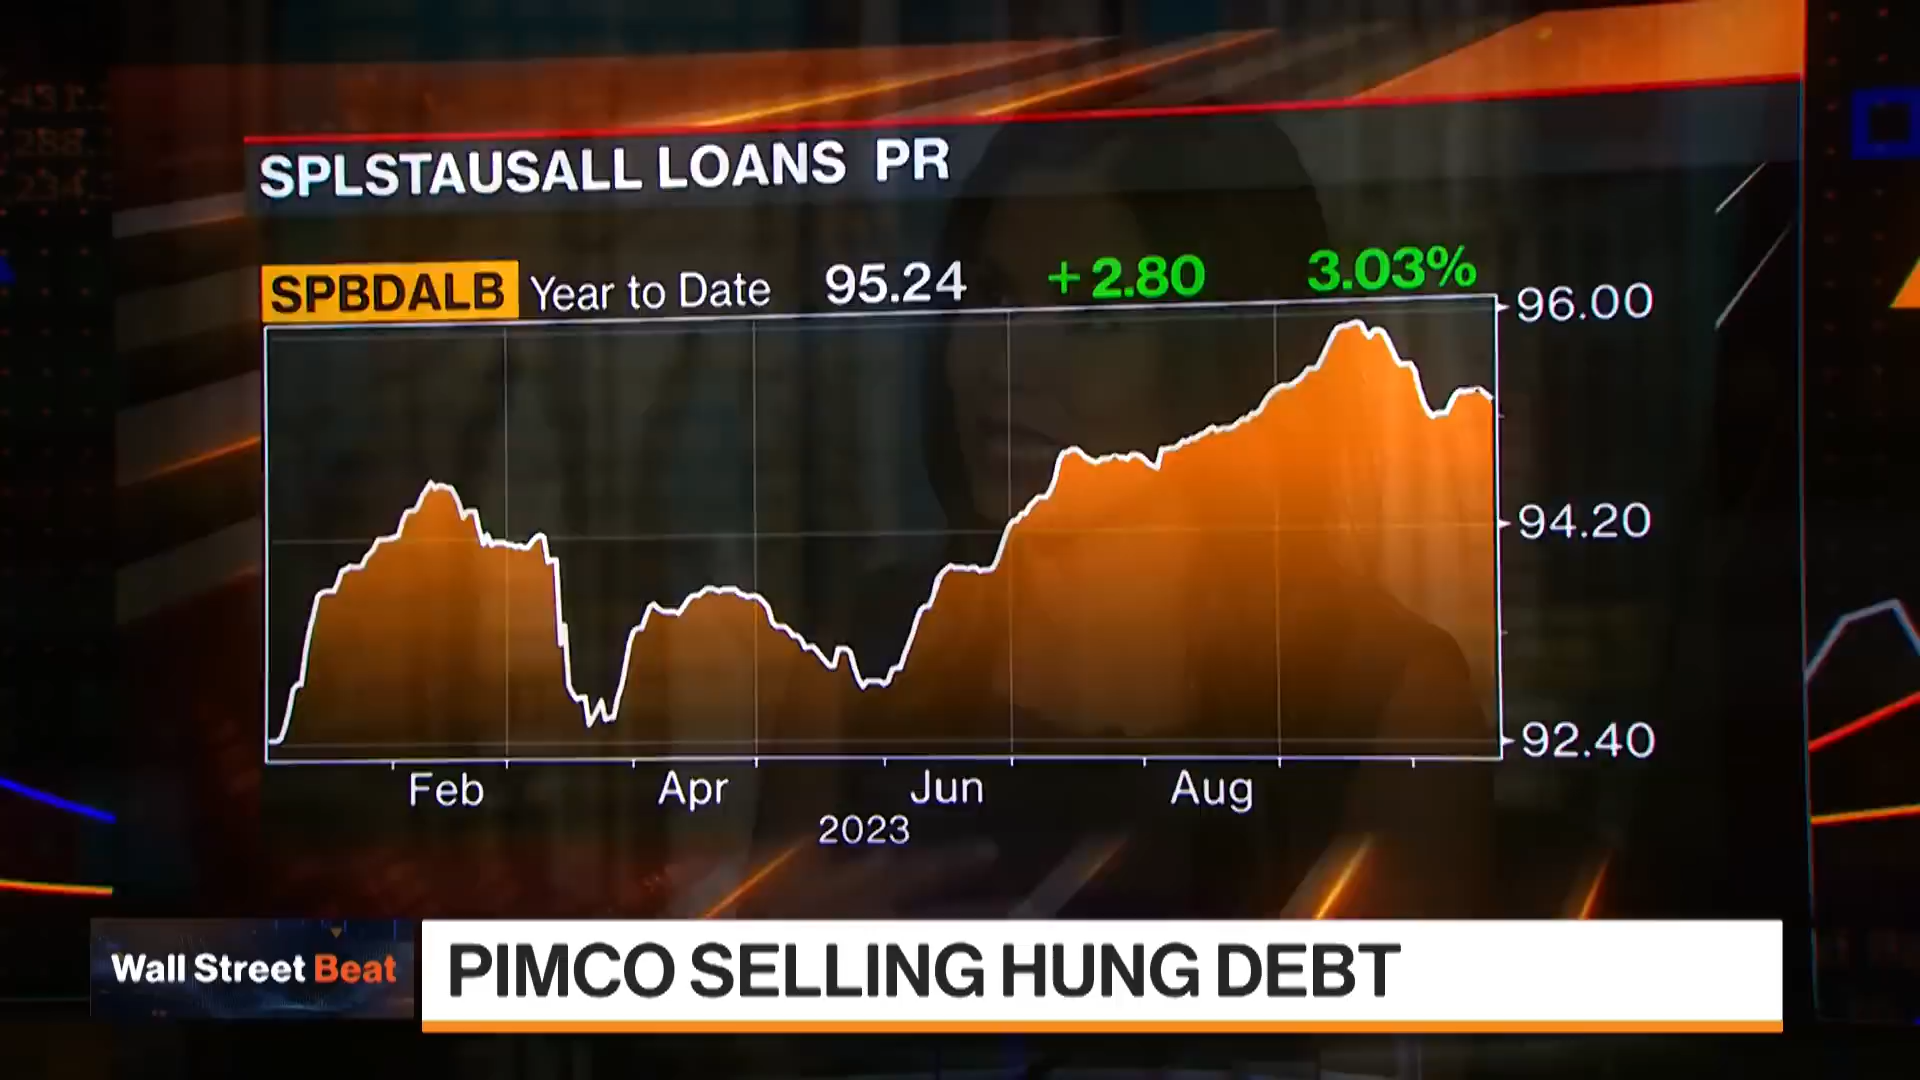 SPLSTAUSALL LOANS PR
SPBDALB Year to Date 95.24 +2.80 3.03%
96.00
94.20
92.40
Feb Apr Jun Aug
2023
Wall Street Beat
PIMCO SELLING HUNG DEBT